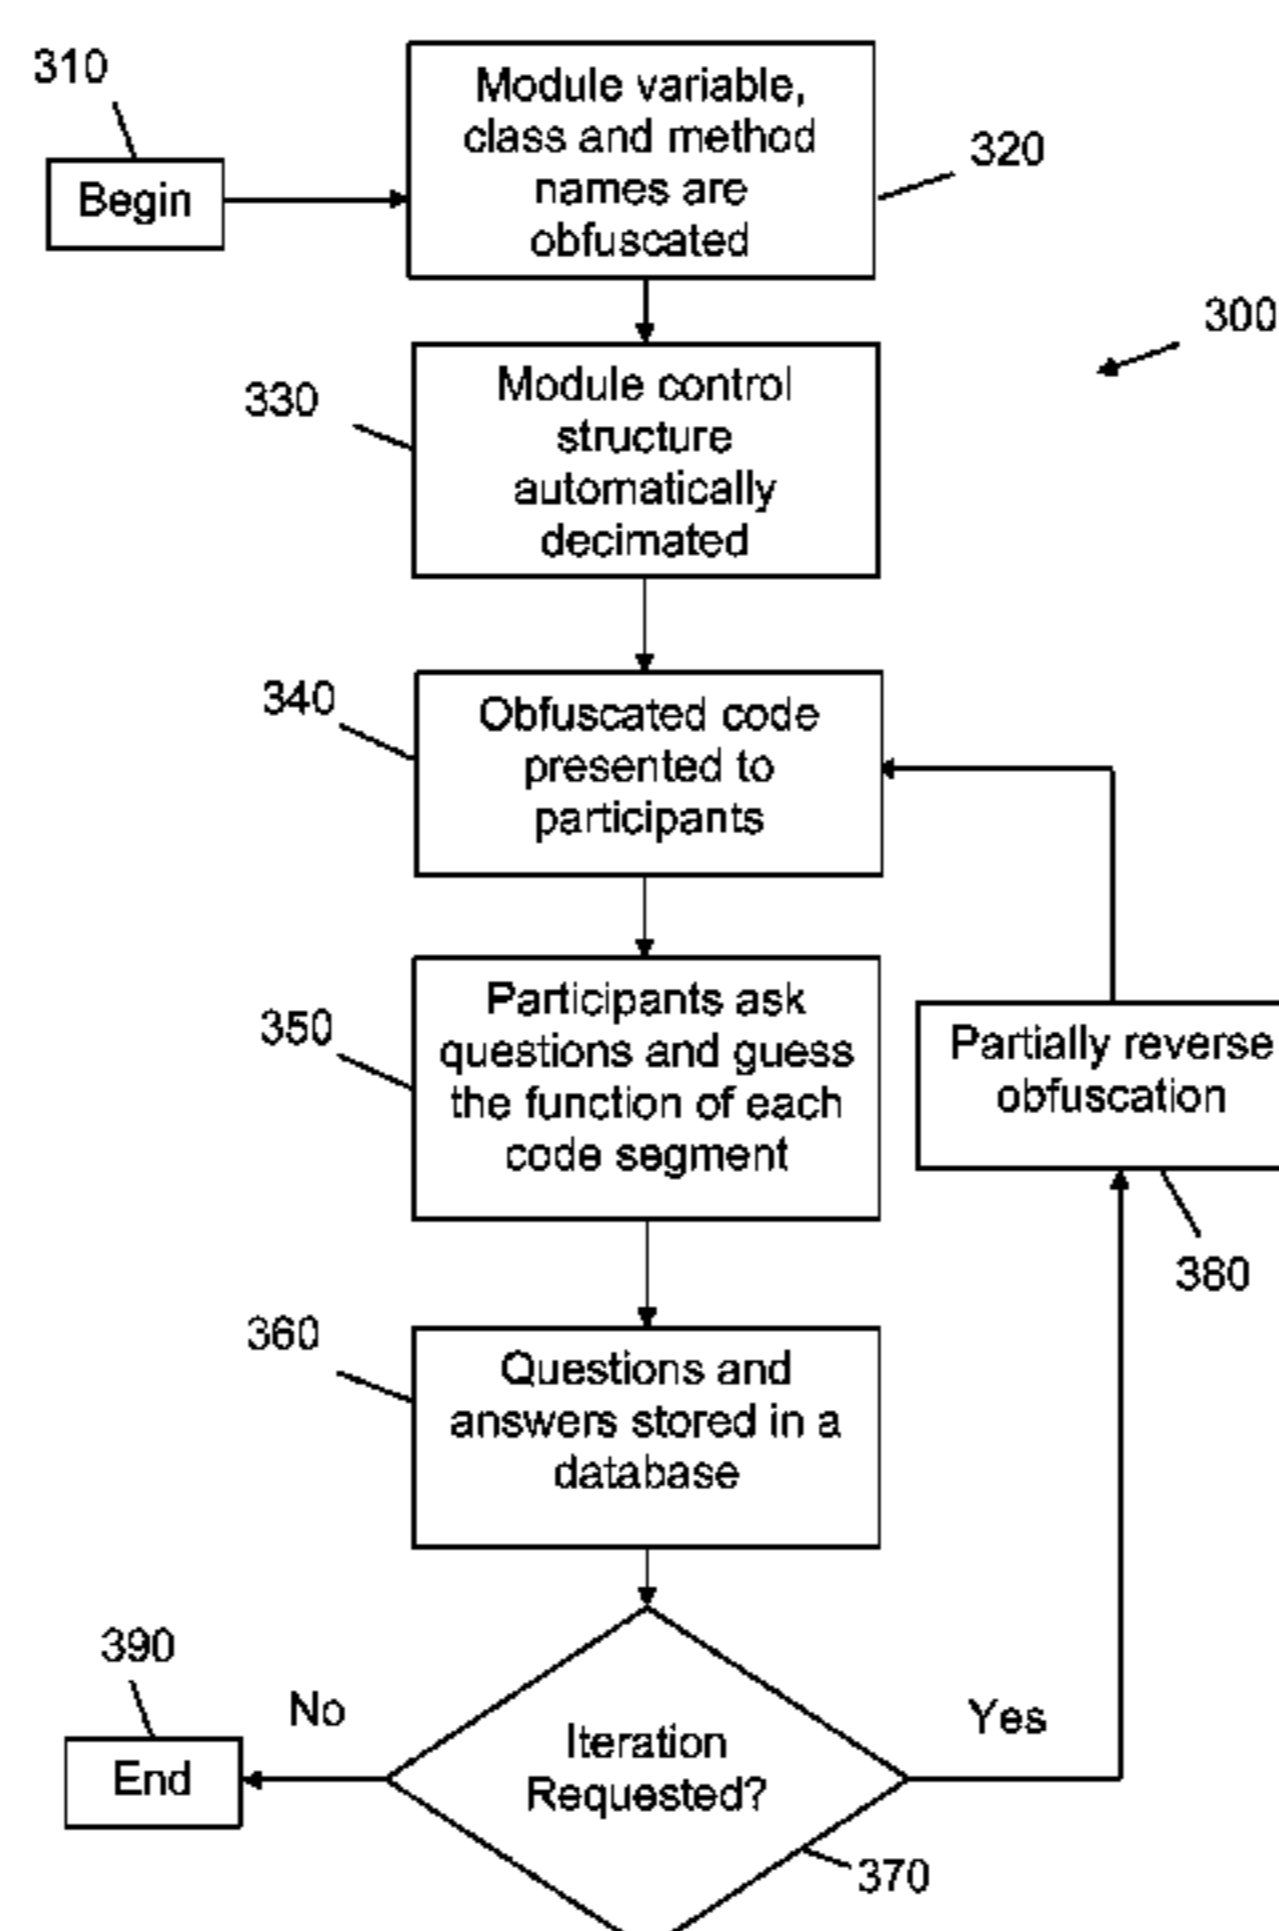 310
Begin
Module variable,
class and method
names are
obfuscated
320
300
330
Module control
structure
automatically
decimated
340
Obfuscated code
presented to
participants
350
Participants ask
questions and guess
the function of each
code segment
Partially reverse
obfuscation
380
360
Questions and
answers stored in a
database
390
No
End
Iteration
Requested?
Yes
370